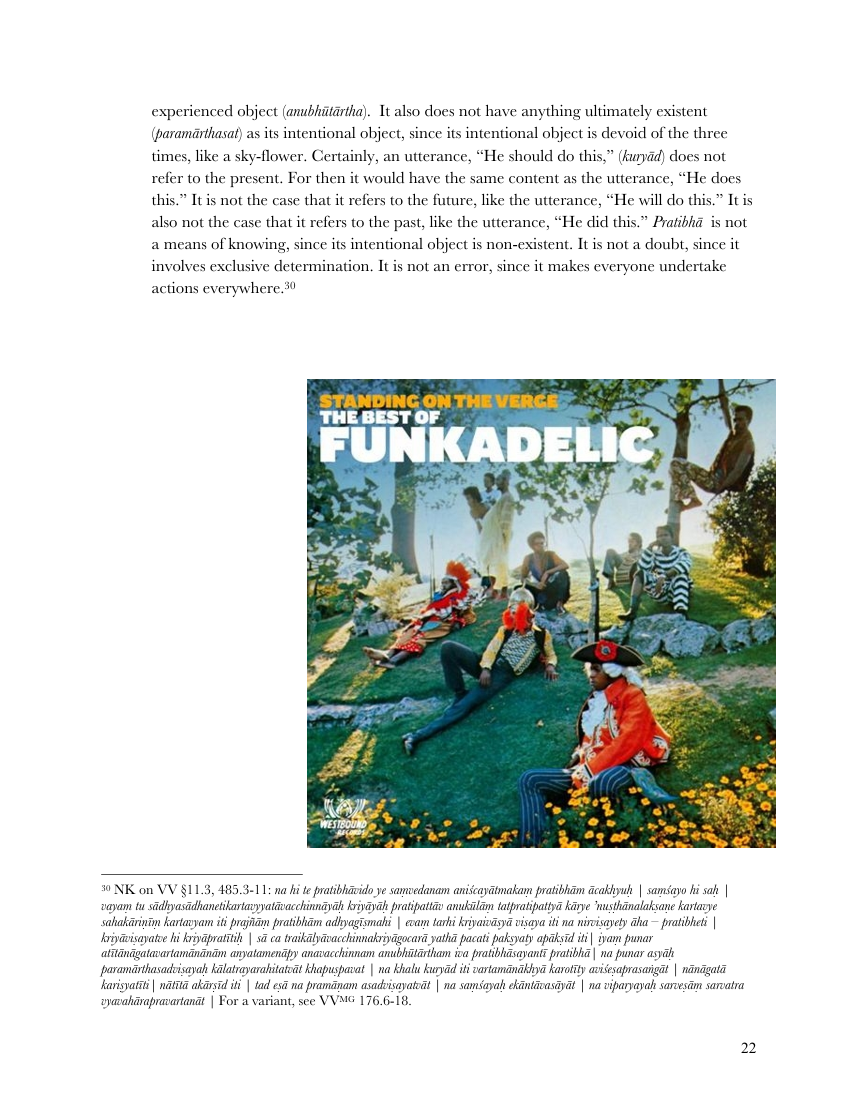 experienced object (anubhūtārtha).  It also does not have anything ultimately existent
(paramārthasat) as its intentional object, since its intentional object is devoid of the three
times, like a sky-flower. Certainly, an utterance, “He should do this,” (kuryād) does not
refer to the present. For then it would have the same content as the utterance, “He does
this.” It is not the case that it refers to the future, like the utterance, “He will do this.” It is
also not the case that it refers to the past, like the utterance, “He did this.” Pratibhā  is not
a means of knowing, since its intentional object is non-existent. It is not a doubt, since it
involves exclusive determination. It is not an error, since it makes everyone undertake
actions everywhere.30
STANDING ON THE VERGE
THE BEST OF
FUNKADELIC
WESTBOUND
RECORDS
30 NK on VV §11.3, 485.3-11: na hi te pratibhāvido ye saṃvedanam aniścayātmakaṃ pratibhām ācakhyuḥ | saṃśayo hi saḥ |
vayaṃ tu sādhyasādhanetikartavyyatāvacchinnāyāḥ kriyāyāḥ pratipattāv anukūlāṃ tatpratipattyā kārye 'nuṣṭhānalakṣaṇe kartavye
sahakāriṇīṃ kartavyam iti prajñāṃ pratibhām adhyagīṣmahi | evaṃ tarhi kriyaivāsyā viṣaya iti na nirviṣayety āha – pratibheti |
kriyāviṣayatve hi kriyāpratītiḥ | sā ca traikālyāvacchinnakriyāgocarā yathā pacati pakṣyaty apākṣīd iti| iyaṃ punar
atītānāgatavartamānānām anyatamenāpy anavacchinnam anubhūtārtham iva pratibhāsayantī pratibhā| na punar asyāḥ
paramārthasadviṣayaḥ kālatrayarahitatvāt khapuṣpavat | na khalu kuryād iti vartamānākhyā karotīty aviśeṣaprasaṅgāt | nānāgatā
kariṣyatīti| nātītā akārṣīd iti | tad eṣā na pramāṇam asadviṣayatvāt | na saṃśayaḥ ekāntāvasāyāt | na viparyayaḥ sarveṣāṃ sarvatra
vyavahārapravartanāt | For a variant, see VVMG 176.6-18.
22